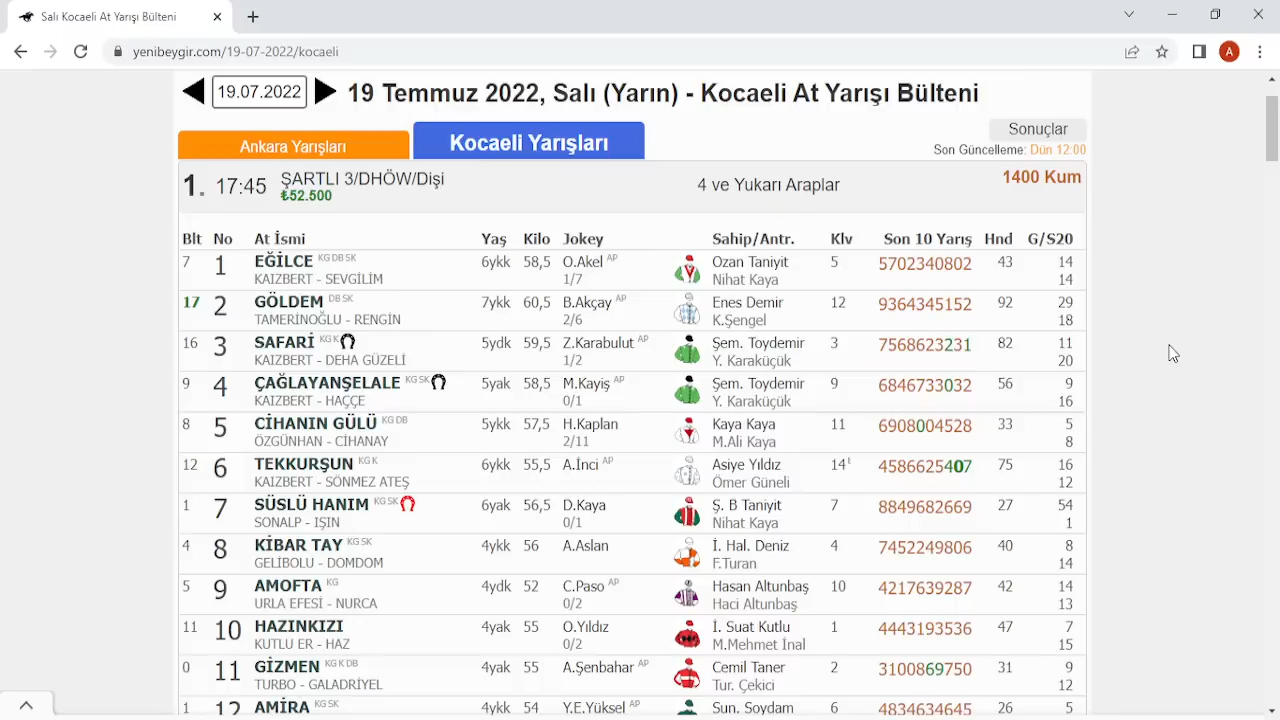 Salı Kocaeli At Yarışı Bülteni
yenibeygir.com/19-07-2022/kocaeli
A
19.07.2022 19 Temmuz 2022, Salı (Yarın) - Kocaeli At Yarışı Bülteni
Ankara Yarışları Kocaeli Yarışları Sonuçlar
Son Güncelleme: Dün 12:00
1. 17:45 ŞARTLI 3/DHÖW/Dişi 4 ve Yukarı Araplar 1400 Kum
₺52.500
Blt No At İsmi Yaş Kilo Jokey Sahip/Antr. Klv Son 10 Yarış Hnd G/S20
7 1 EĞİLCE KG DB SK 6ykk 58,5 O.Akel AP Ozan Taniyit 5 5702340802 43 14
KAIZBERT - SEVGİLİM 1/7 Nihat Kaya 14
17 2 GÖLDEM DB SK 7ykk 60,5 B.Akçay AP Enes Demir 12 9364345152 92 29
TAMERİNOĞLU - RENGİN 2/6 K.Şengel 18
16 3 SAFARİ KG K 5ydk 59,5 Z.Karabulut AP Şem. Toydemir 3 7568623231 82 11
KAIZBERT - DEHA GÜZELİ 1/2 Y. Karaküçük 20
9 4 ÇAĞLAYANŞELALE KG SK 5yak 58,5 M.Kayiş AP Şem. Toydemir 9 6846733032 56 9
KAIZBERT - HAÇÇE 0/1 Y. Karaküçük 16
8 5 CİHANIN GÜLÜ KG DB 5ykk 57,5 H.Kaplan Kaya Kaya 11 6908004528 33 5
ÖZGÜNHAN - CİHANAY 2/11 M.Ali Kaya 8
12 6 TEKKURŞUN KG K 6ykk 55,5 A.İnci AP Asiye Yıldız 14t 4586625407 75 16
KAIZBERT - SÖNMEZ ATEŞ Ömer Güneli 12
1 7 SÜSLÜ HANIM KG SK 6yak 56,5 D.Kaya Ş. B Taniyit 7 8849682669 27 54
SONALP - IŞIN 0/1 Nihat Kaya 1
4 8 KİBAR TAY KG SK 4ykk 56 A.Aslan İ. Hal. Deniz 4 7452249806 40 8
GELİBOLU - DOMDOM F.Turan 14
5 9 AMOFTA KG 4ydk 52 C.Paso AP Hasan Altunbaş 10 4217639287 42 14
URLA EFESİ - NURCA 0/2 Haci Altunbaş 13
11 10 HAZINKIZI 4yak 55 O.Yıldız İ. Suat Kutlu 1 4443193536 47 7
KUTLU ER - HAZ 0/2 M.Mehmet İnal 15
0 11 GİZMEN KG K DB 4yak 55 A.Şenbahar AP Cemil Taner 2 3100869750 31 9
TURBO - GALADRİYEL Tur. Çekici 12
1 12 AMİRA KG SK 4ykk 54 Y.E.Yüksel AP Sun. Soydam 6 4834634645 26 5